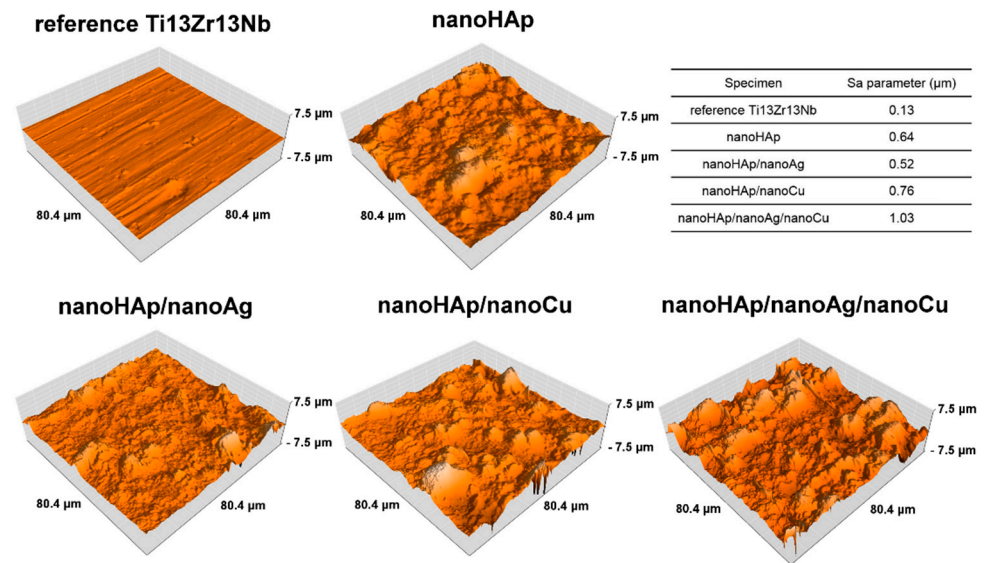 reference Ti13Zr13Nb
7.5 µm
- 7.5 µm
80.4 µm
80.4 µm
nanoHAp
7.5 µm
- 7.5 µm
80.4 µm
80.4 µm
Specimen Sa parameter (µm)
reference Ti13Zr13Nb 0.13
nanoHAp 0.64
nanoHAp/nanoAg 0.52
nanoHAp/nanoCu 0.76
nanoHAp/nanoAg/nanoCu 1.03
nanoHAp/nanoAg
7.5 µm
- 7.5 µm
80.4 µm
80.4 µm
nanoHAp/nanoCu
7.5 µm
- 7.5 µm
80.4 µm
80.4 µm
nanoHAp/nanoAg/nanoCu
7.5 µm
- 7.5 µm
80.4 µm
80.4 µm